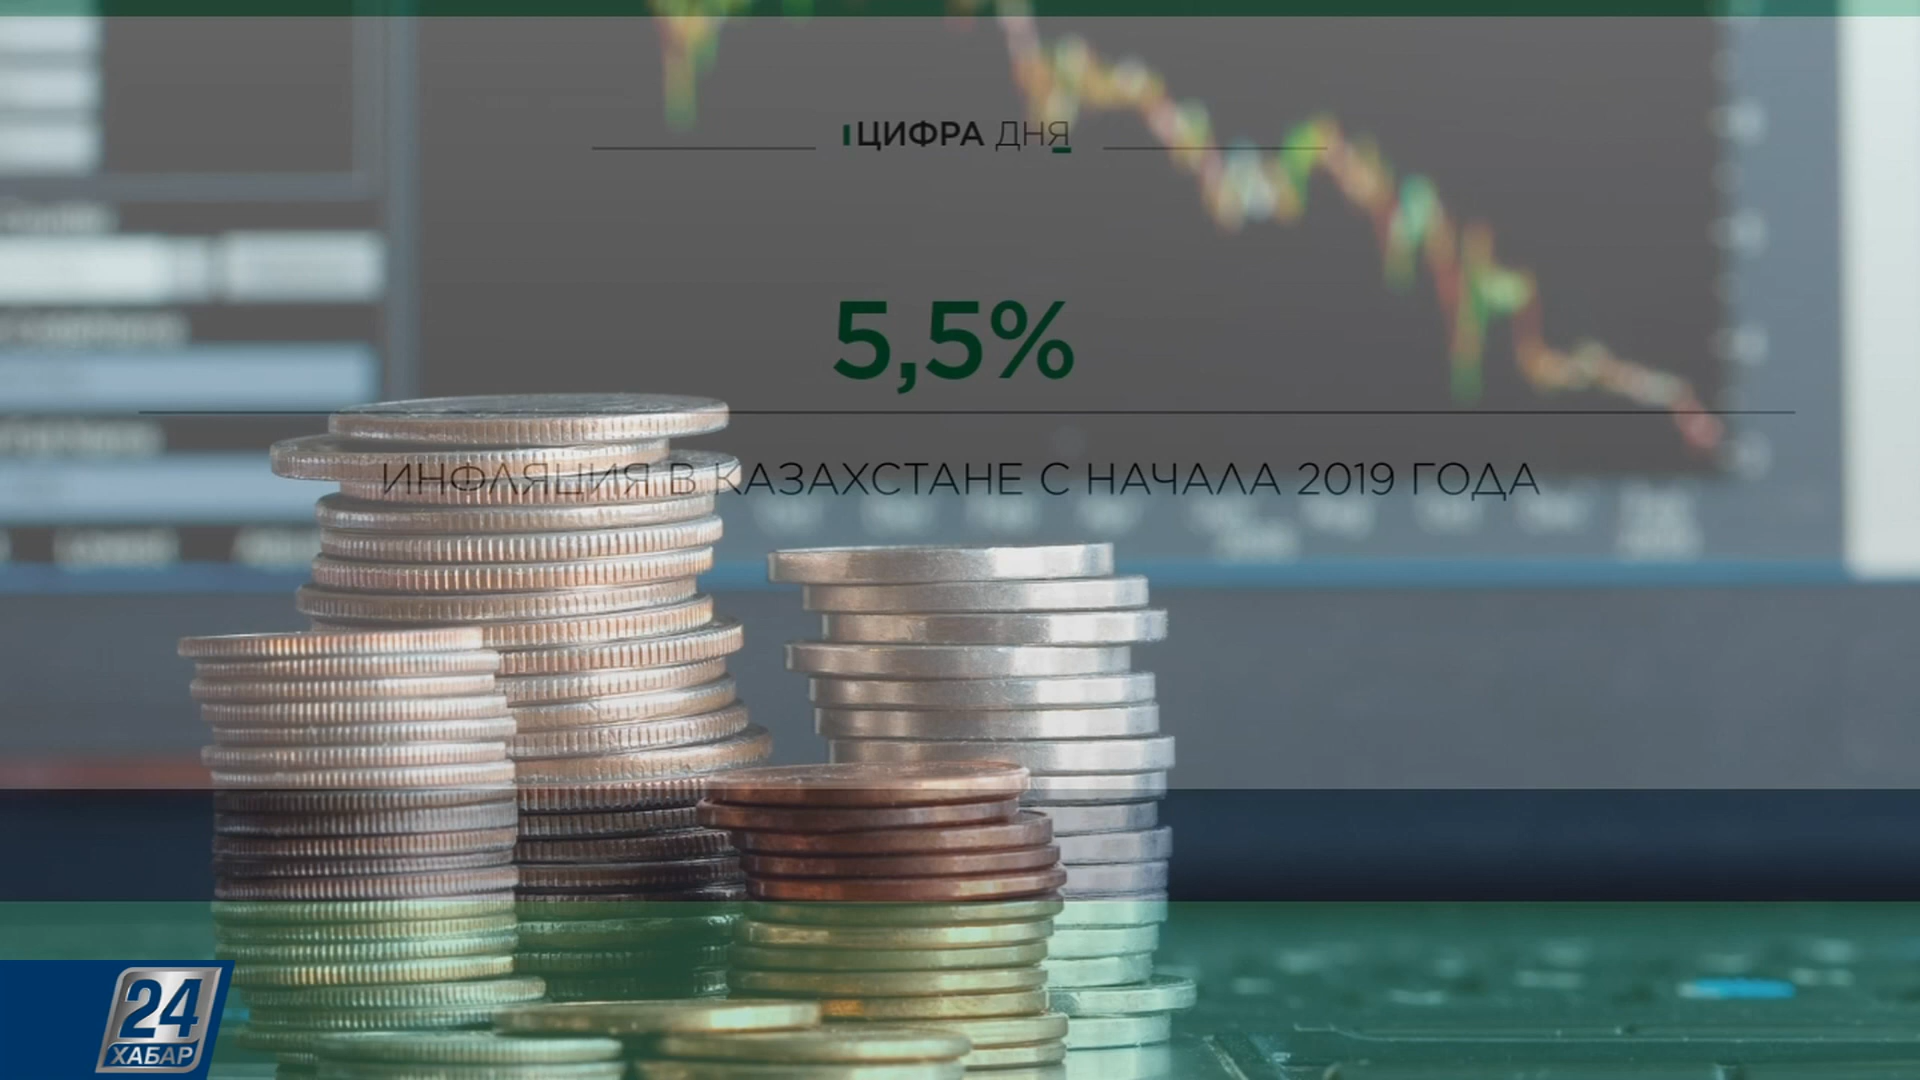 ЦИФРА ДНЯ
5,5%
ИНФЛЯЦИЯ В КАЗАХСТАНЕ С НАЧАЛА 2019 ГОДА
24
ХАБАР